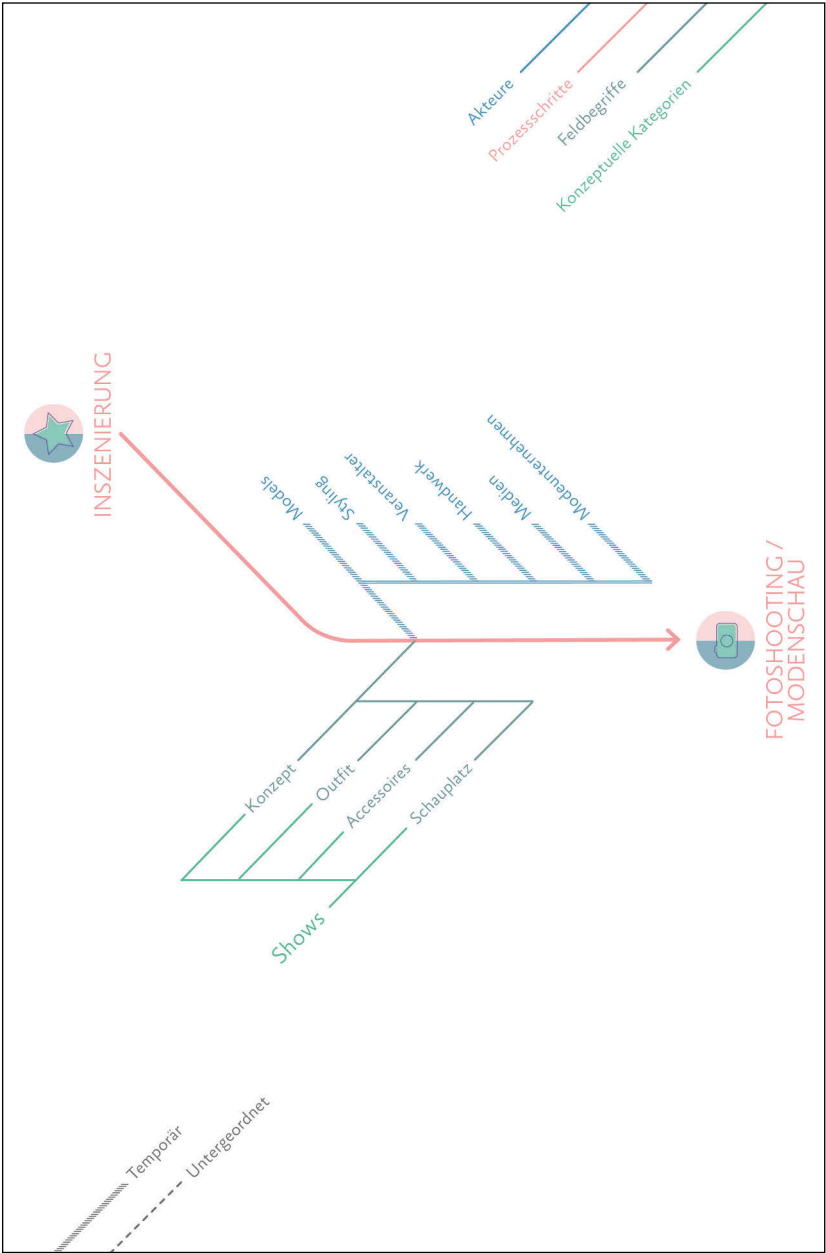 Akteure
Prozessschritte
Feldbegriffe
Konzeptuelle Kategorien
INSZENIERUNG
Models
Styling
Veranstalter
Handwerk
Medien
Modeunternehmen
FOTOSHOOTING /
MODENSCHAU
Konzept
Outfit
Accessoires
Schauplatz
Shows
Temporär
Untergeordnet